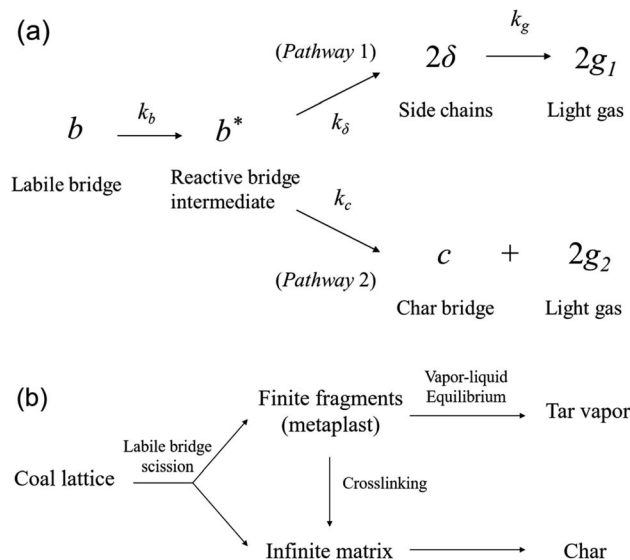 (a)
(Pathway 1)
2δ
k_g
2g_1
Side chains
Light gas
b
k_b
b*
k_δ
Labile bridge
Reactive bridge
intermediate
k_c
(Pathway 2)
c + 2g_2
Char bridge
Light gas
(b)
Finite fragments
(metaplast)
Vapor-liquid
Equilibrium
Tar vapor
Labile bridge
scission
Coal lattice
Crosslinking
Infinite matrix
Char